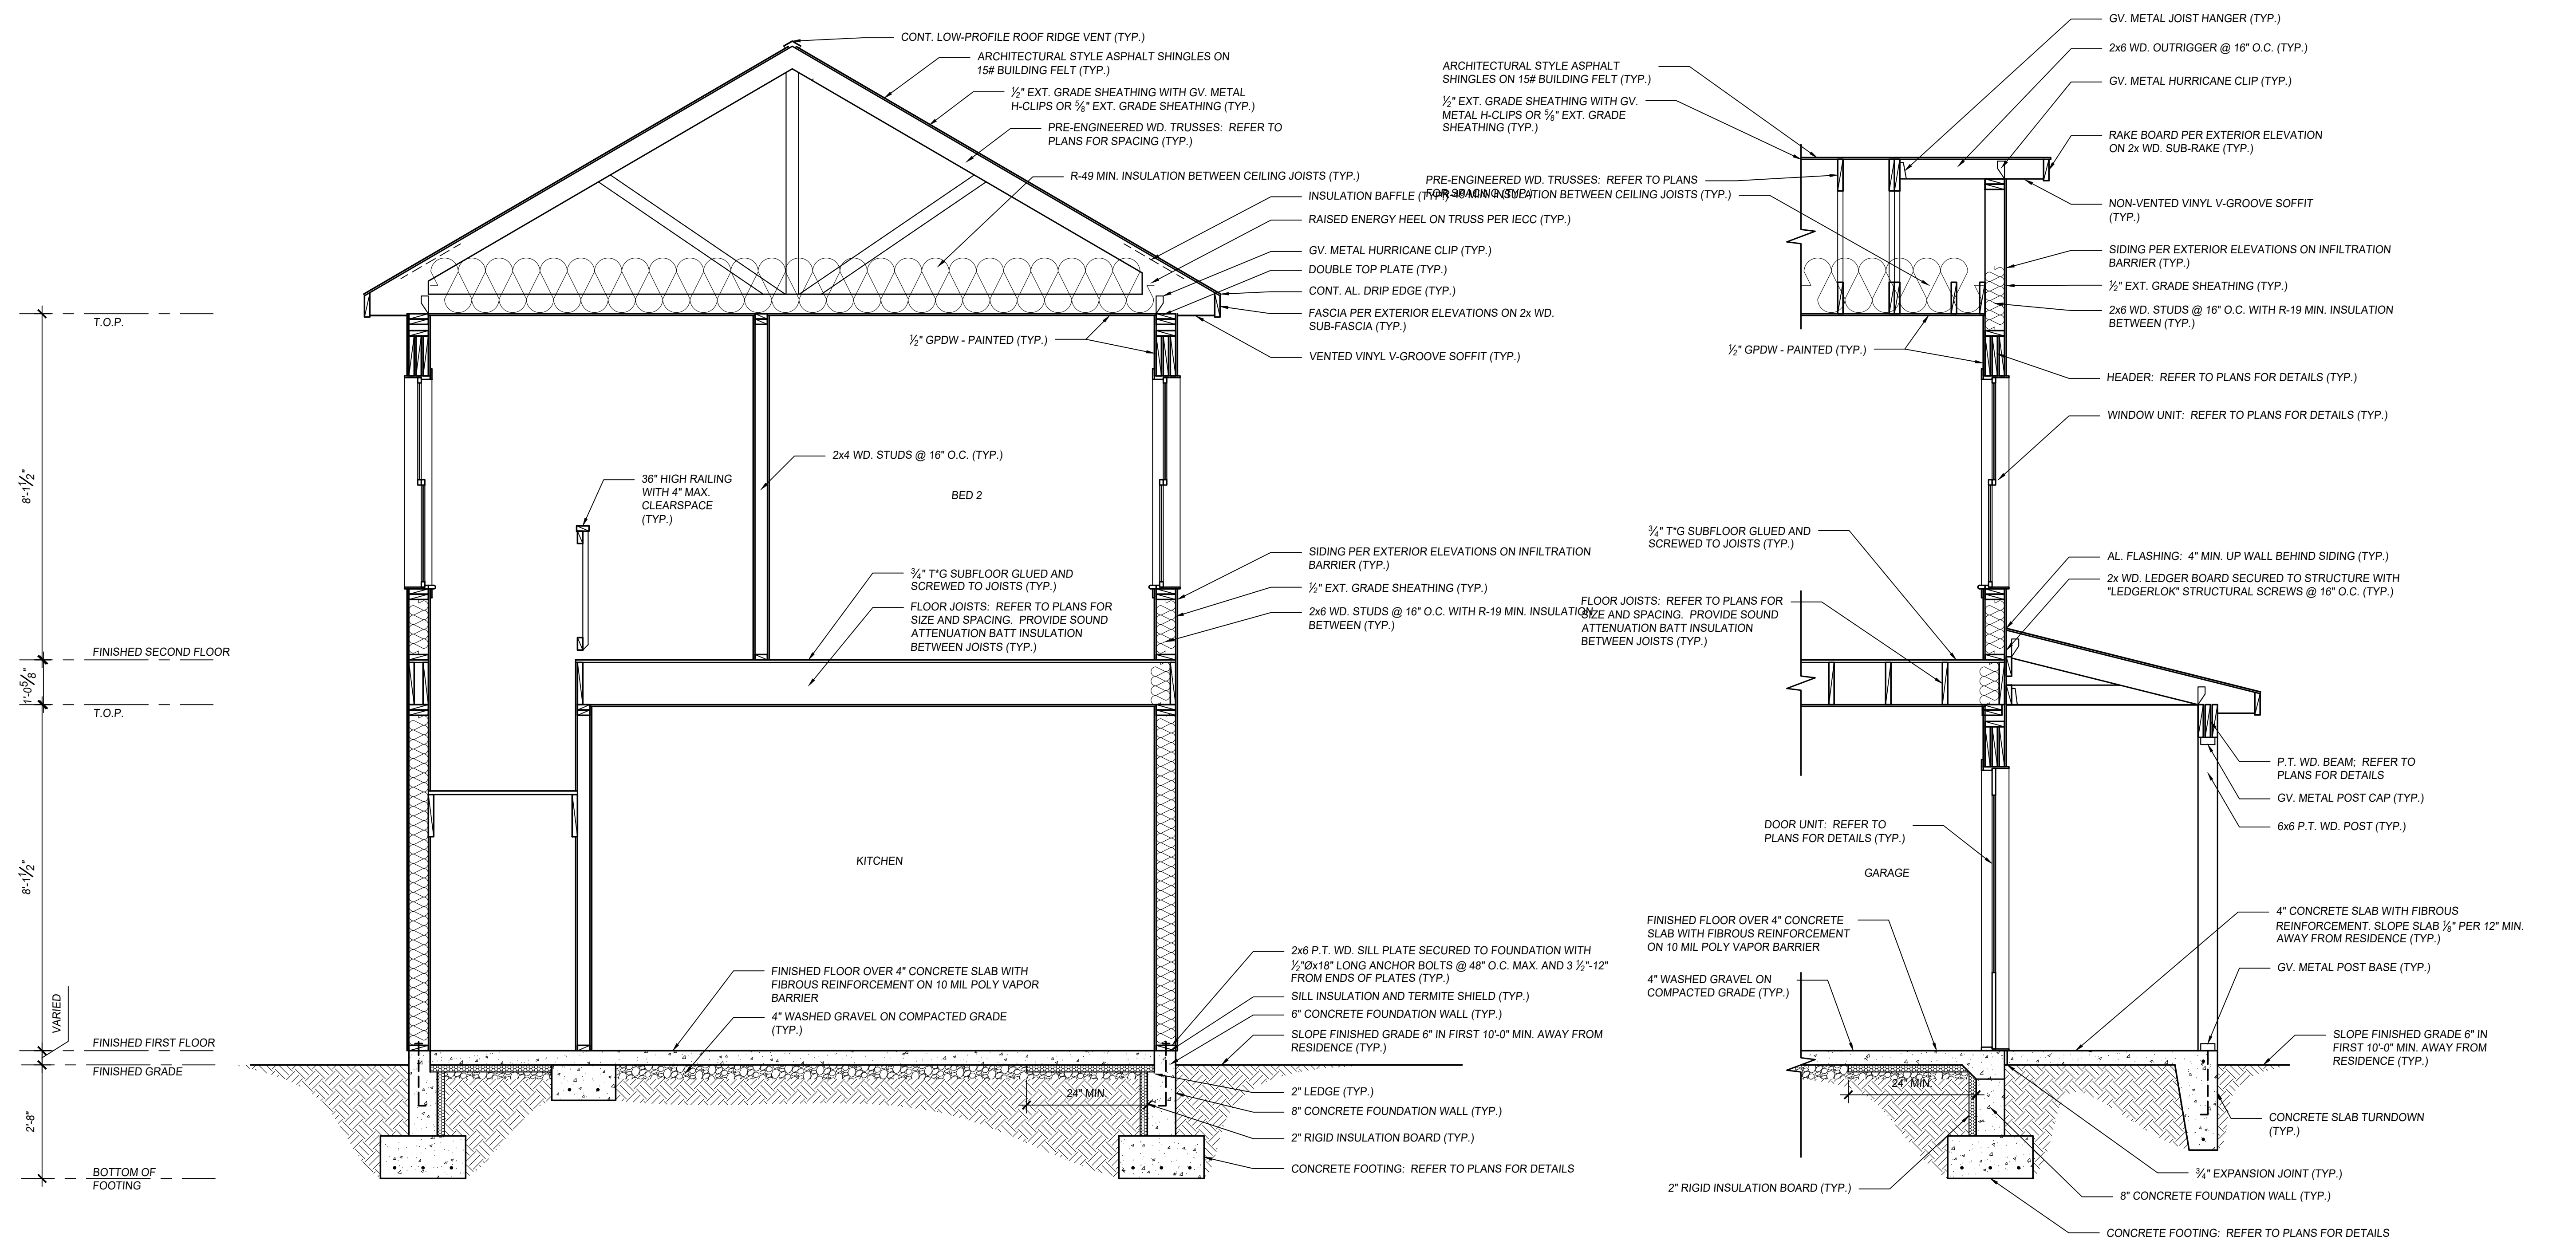 CONT. LOW-PROFILE ROOF RIDGE VENT (TYP.)
ARCHITECTURAL STYLE ASPHALT SHINGLES ON
15# BUILDING FELT (TYP.)
½" EXT. GRADE SHEATHING WITH GV. METAL
H-CLIPS OR ⅝" EXT. GRADE SHEATHING (TYP.)
PRE-ENGINEERED WD. TRUSSES: REFER TO
PLANS FOR SPACING (TYP.)
R-49 MIN. INSULATION BETWEEN CEILING JOISTS (TYP.)
INSULATION BAFFLE (TYP.)
RAISED ENERGY HEEL ON TRUSS PER IECC (TYP.)
GV. METAL HURRICANE CLIP (TYP.)
DOUBLE TOP PLATE (TYP.)
CONT. AL. DRIP EDGE (TYP.)
FASCIA PER EXTERIOR ELEVATIONS ON 2x WD.
SUB-FASCIA (TYP.)
½" GPDW - PAINTED (TYP.)
VENTED VINYL V-GROOVE SOFFIT (TYP.)
T.O.P.
8'-1½"
FINISHED SECOND FLOOR
1'-0⅝"
T.O.P.
8'-1½"
VARIED
FINISHED FIRST FLOOR
FINISHED GRADE
2'-8"
BOTTOM OF
FOOTING
2x4 WD. STUDS @ 16" O.C. (TYP.)
36" HIGH RAILING
WITH 4" MAX.
CLEARSPACE
(TYP.)
BED 2
¾" T*G SUBFLOOR GLUED AND
SCREWED TO JOISTS (TYP.)
FLOOR JOISTS: REFER TO PLANS FOR
SIZE AND SPACING. PROVIDE SOUND
ATTENUATION BATT INSULATION
BETWEEN JOISTS (TYP.)
SIDING PER EXTERIOR ELEVATIONS ON INFILTRATION
BARRIER (TYP.)
½" EXT. GRADE SHEATHING (TYP.)
2x6 WD. STUDS @ 16" O.C. WITH R-19 MIN. INSULATION
BETWEEN (TYP.)
KITCHEN
FINISHED FLOOR OVER 4" CONCRETE SLAB WITH
FIBROUS REINFORCEMENT ON 10 MIL POLY VAPOR
BARRIER
4" WASHED GRAVEL ON COMPACTED GRADE
(TYP.)
2x6 P.T. WD. SILL PLATE SECURED TO FOUNDATION WITH
½"Øx18" LONG ANCHOR BOLTS @ 48" O.C. MAX. AND 3 ½"-12"
FROM ENDS OF PLATES (TYP.)
SILL INSULATION AND TERMITE SHIELD (TYP.)
6" CONCRETE FOUNDATION WALL (TYP.)
SLOPE FINISHED GRADE 6" IN FIRST 10'-0" MIN. AWAY FROM
RESIDENCE (TYP.)
24" MIN.
2" LEDGE (TYP.)
8" CONCRETE FOUNDATION WALL (TYP.)
2" RIGID INSULATION BOARD (TYP.)
CONCRETE FOOTING: REFER TO PLANS FOR DETAILS
ARCHITECTURAL STYLE ASPHALT
SHINGLES ON 15# BUILDING FELT (TYP.)
½" EXT. GRADE SHEATHING WITH GV.
METAL H-CLIPS OR ⅝" EXT. GRADE
SHEATHING (TYP.)
PRE-ENGINEERED WD. TRUSSES: REFER TO PLANS
FOR SPACING (TYP.)
R-49 MIN. INSULATION BETWEEN CEILING JOISTS (TYP.)
½" GPDW - PAINTED (TYP.)
GV. METAL JOIST HANGER (TYP.)
2x6 WD. OUTRIGGER @ 16" O.C. (TYP.)
GV. METAL HURRICANE CLIP (TYP.)
RAKE BOARD PER EXTERIOR ELEVATION
ON 2x WD. SUB-RAKE (TYP.)
NON-VENTED VINYL V-GROOVE SOFFIT
(TYP.)
SIDING PER EXTERIOR ELEVATIONS ON INFILTRATION
BARRIER (TYP.)
½" EXT. GRADE SHEATHING (TYP.)
2x6 WD. STUDS @ 16" O.C. WITH R-19 MIN. INSULATION
BETWEEN (TYP.)
HEADER: REFER TO PLANS FOR DETAILS (TYP.)
WINDOW UNIT: REFER TO PLANS FOR DETAILS (TYP.)
¾" T*G SUBFLOOR GLUED AND
SCREWED TO JOISTS (TYP.)
FLOOR JOISTS: REFER TO PLANS FOR
SIZE AND SPACING. PROVIDE SOUND
ATTENUATION BATT INSULATION
BETWEEN JOISTS (TYP.)
AL. FLASHING: 4" MIN. UP WALL BEHIND SIDING (TYP.)
2x WD. LEDGER BOARD SECURED TO STRUCTURE WITH
"LEDGERLOK" STRUCTURAL SCREWS @ 16" O.C. (TYP.)
P.T. WD. BEAM; REFER TO
PLANS FOR DETAILS
GV. METAL POST CAP (TYP.)
6x6 P.T. WD. POST (TYP.)
DOOR UNIT: REFER TO
PLANS FOR DETAILS (TYP.)
GARAGE
FINISHED FLOOR OVER 4" CONCRETE
SLAB WITH FIBROUS REINFORCEMENT
ON 10 MIL POLY VAPOR BARRIER
4" WASHED GRAVEL ON
COMPACTED GRADE (TYP.)
4" CONCRETE SLAB WITH FIBROUS
REINFORCEMENT. SLOPE SLAB ⅛" PER 12" MIN.
AWAY FROM RESIDENCE (TYP.)
GV. METAL POST BASE (TYP.)
SLOPE FINISHED GRADE 6" IN
FIRST 10'-0" MIN. AWAY FROM
RESIDENCE (TYP.)
24" MIN.
CONCRETE SLAB TURNDOWN
(TYP.)
¾" EXPANSION JOINT (TYP.)
2" RIGID INSULATION BOARD (TYP.)
8" CONCRETE FOUNDATION WALL (TYP.)
CONCRETE FOOTING: REFER TO PLANS FOR DETAILS